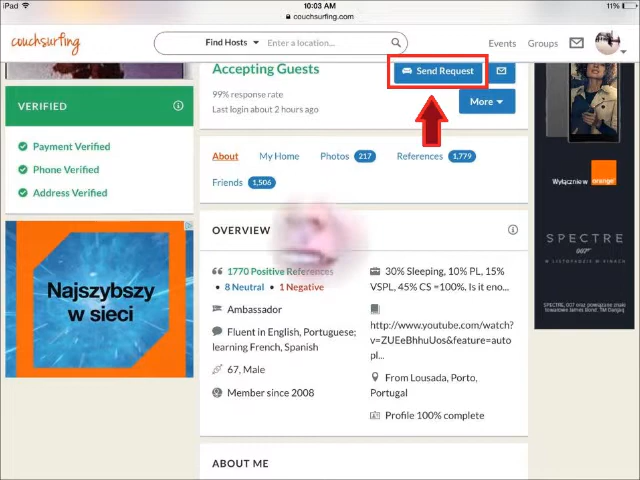 iPad
10:03 AM
11%
couchsurfing.com
couchsurfing
Find Hosts
Enter a location...
Events
Groups
Accepting Guests
Send Request
99% response rate
Last login about 2 hours ago
More
VERIFIED
Payment Verified
Phone Verified
Address Verified
About
My Home
Photos 217
References 1,779
Friends 1,506
Najszybszy
w sieci
OVERVIEW
1770 Positive References
• 8 Neutral • 1 Negative
Ambassador
Fluent in English, Portuguese;
learning French, Spanish
67, Male
Member since 2008
30% Sleeping, 10% PL, 15%
VSPL, 45% CS =100%. Is it eno...
http://www.youtube.com/watch?
v=ZUEeBhhuUos&feature=auto
pl...
From Lousada, Porto,
Portugal
Profile 100% complete
ABOUT ME
Wyłącznie w
orange
SPECTRE
W LISTOPADZIE W KINACH